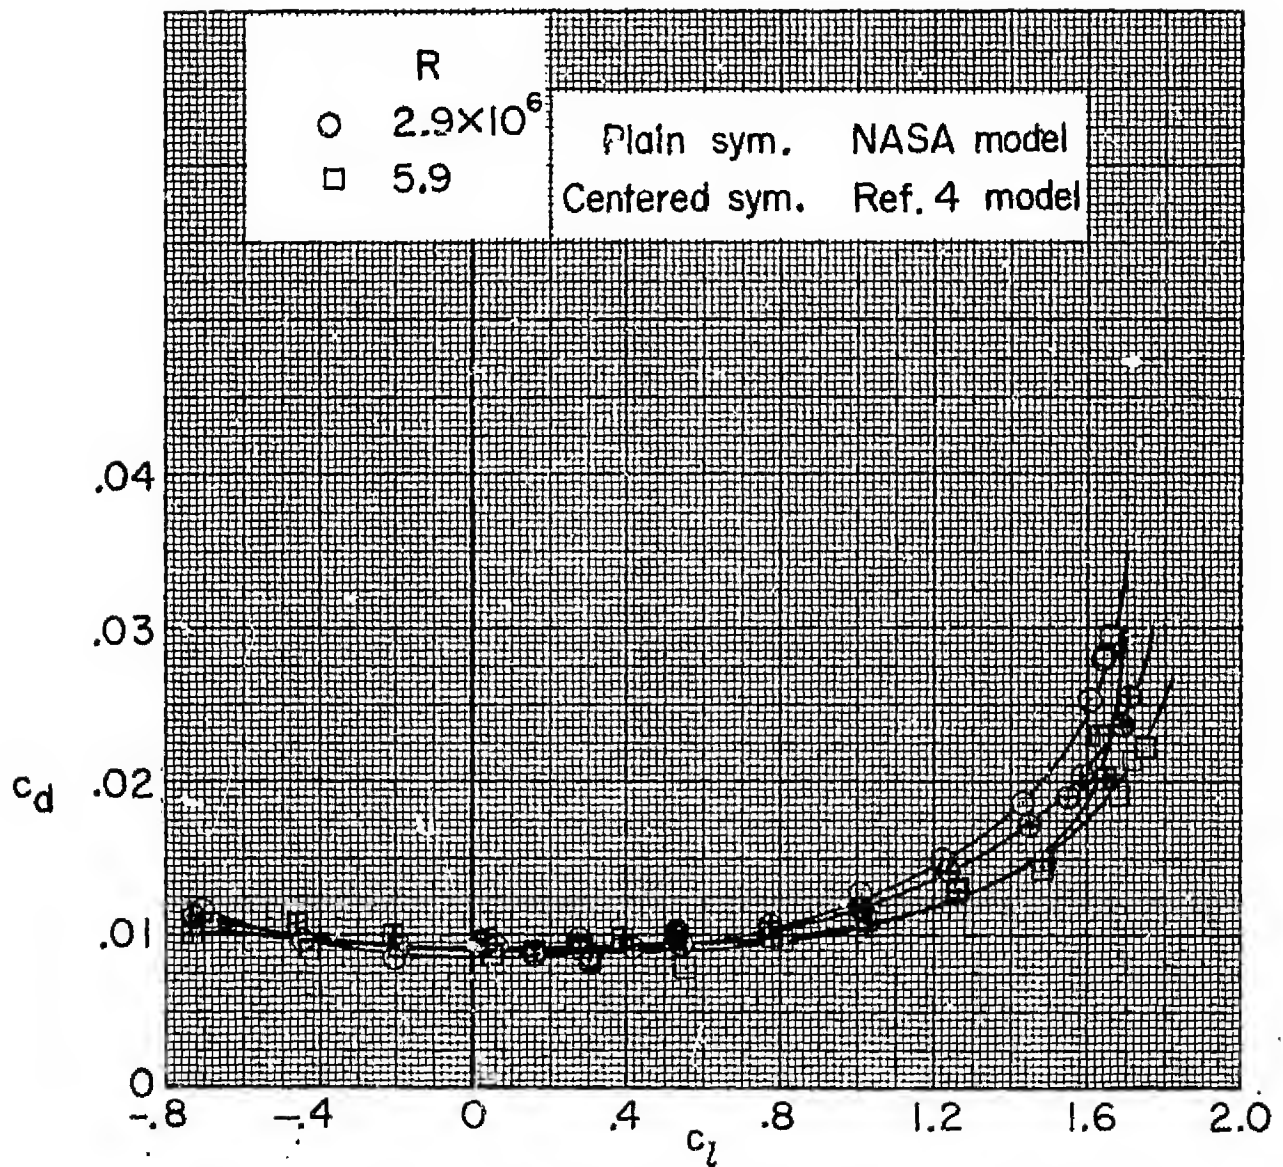 R
2.9×10⁶
5.9
Plain sym. NASA model
Centered sym. Ref. 4 model
.04
.03
.02
.01
0
c_d
-.8 -.4 0 .4 .8 1.2 1.6 2.0
c_l